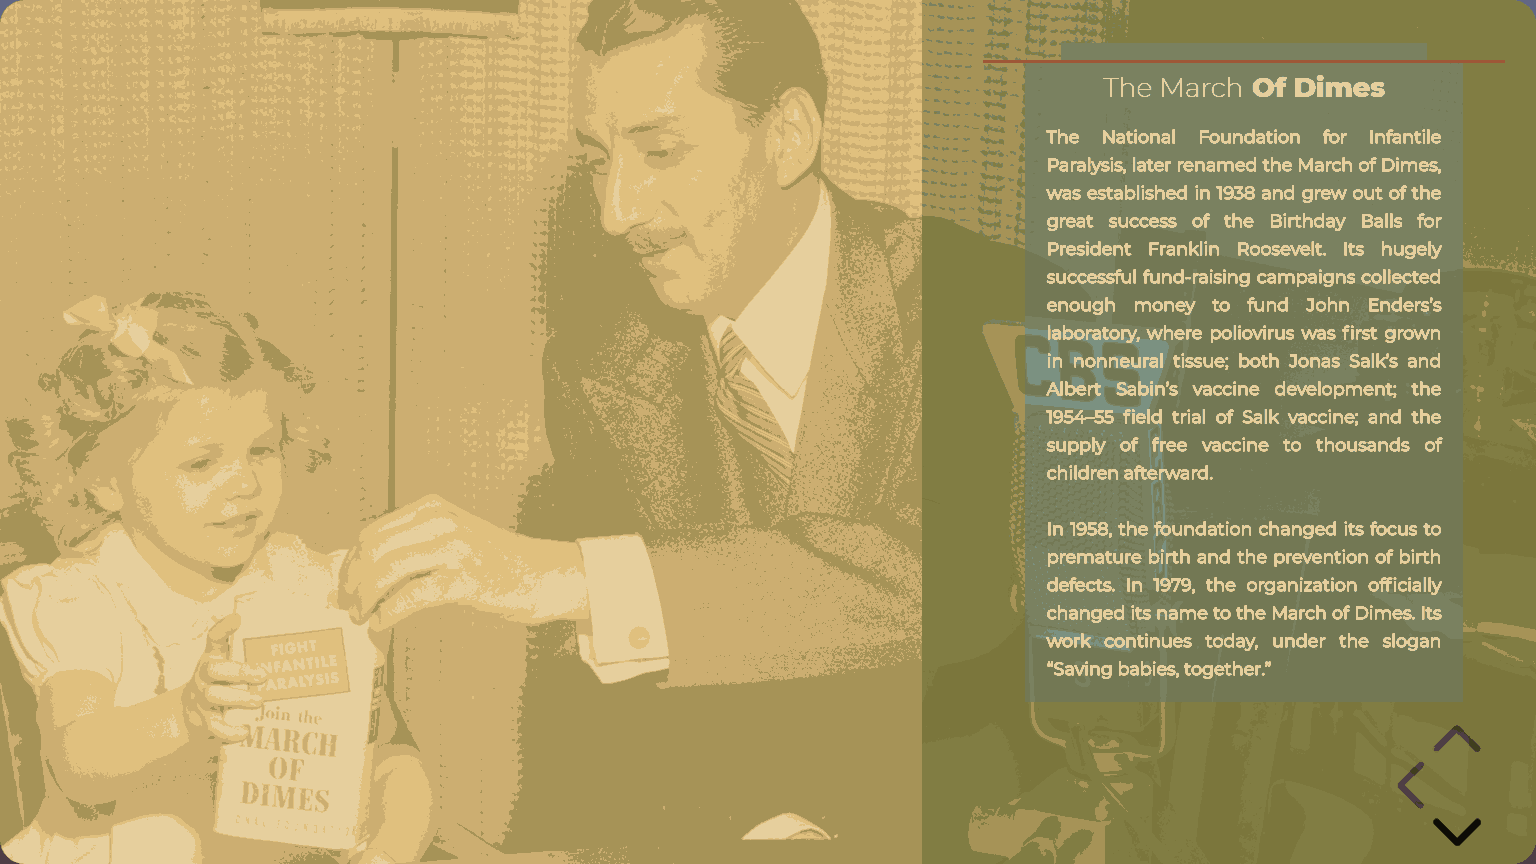 The March Of Dimes
The National Foundation for Infantile
Paralysis, later renamed the March of Dimes,
was established in 1938 and grew out of the
great success of the Birthday Balls for
President Franklin Roosevelt. Its hugely
successful fund-raising campaigns collected
enough money to fund John Enders's
laboratory, where poliovirus was first grown
in nonneural tissue; both Jonas Salk's and
Albert Sabin's vaccine development; the
1954–55 field trial of Salk vaccine; and the
supply of free vaccine to thousands of
children afterward.
In 1958, the foundation changed its focus to
premature birth and the prevention of birth
defects. In 1979, the organization officially
changed its name to the March of Dimes. Its
work continues today, under the slogan
“Saving babies, together.”
CBS
FIGHT
INFANTILE
PARALYSIS
Join the
MARCH
OF
DIMES